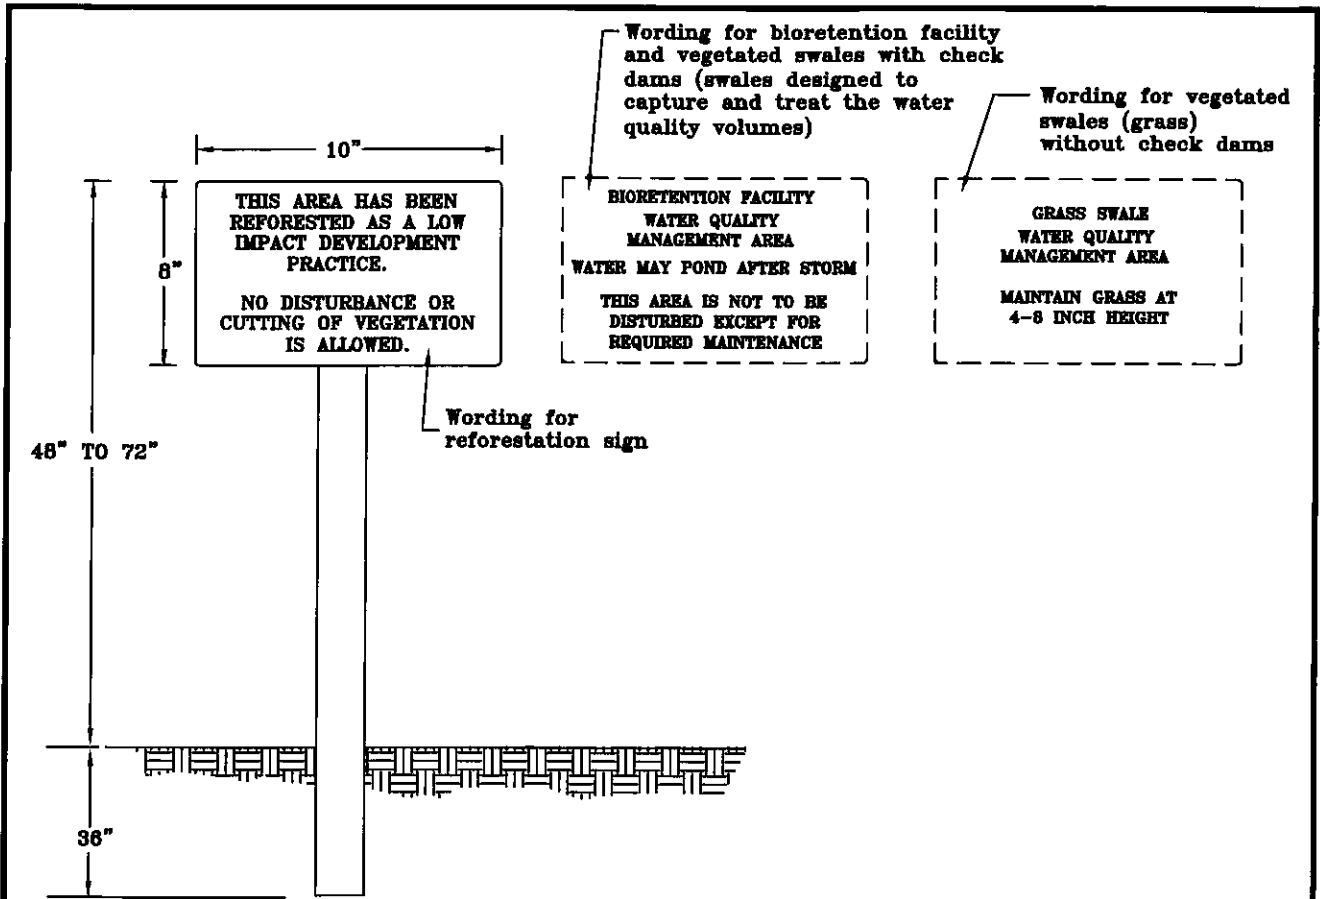 Wording for bioretention facility
and vegetated swales with check
dams (swales designed to
capture and treat the water
quality volumes)
Wording for vegetated
swales (grass)
without check dams
10"
8"
THIS AREA HAS BEEN
REFORESTED AS A LOW
IMPACT DEVELOPMENT
PRACTICE.
NO DISTURBANCE OR
CUTTING OF VEGETATION
IS ALLOWED.
BIORETENTION FACILITY
WATER QUALITY
MANAGEMENT AREA
WATER MAY POND AFTER STORM
THIS AREA IS NOT TO BE
DISTURBED EXCEPT FOR
REQUIRED MAINTENANCE
GRASS SWALE
WATER QUALITY
MANAGEMENT AREA
MAINTAIN GRASS AT
4-8 INCH HEIGHT
Wording for
reforestation sign
48" TO 72"
36"